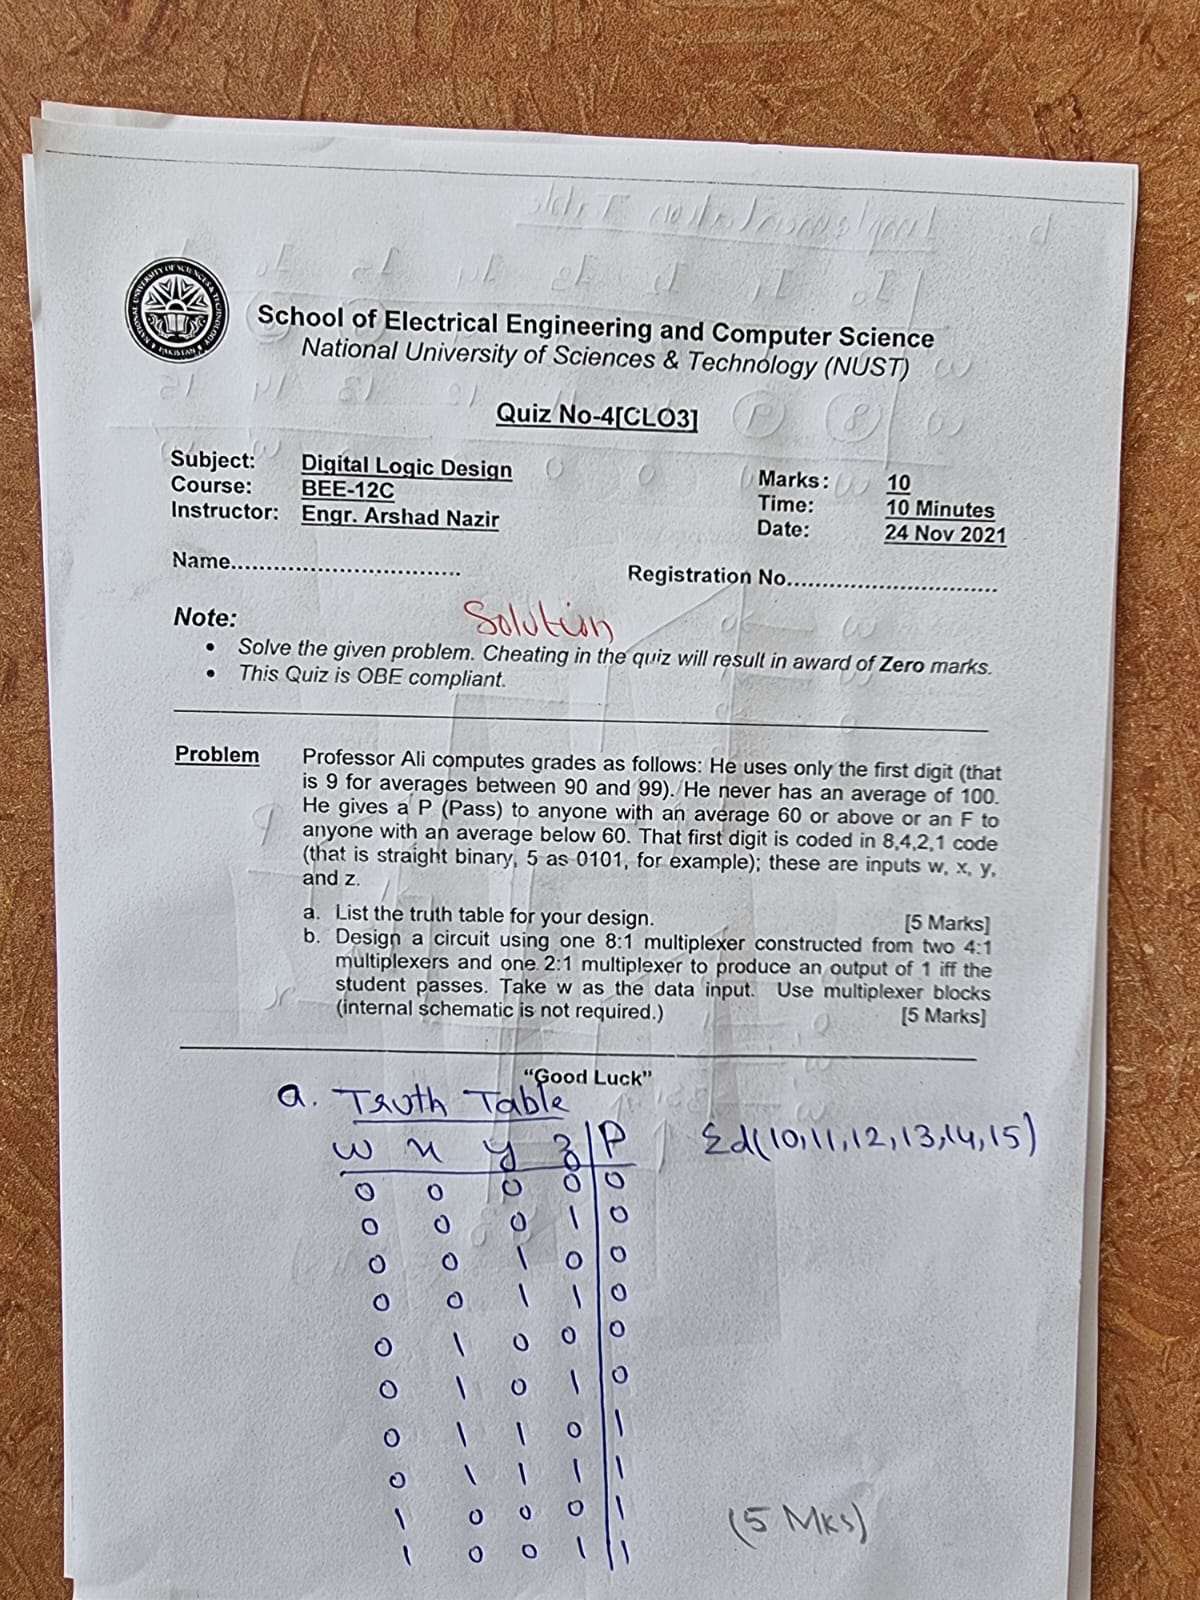 School of Electrical Engineering and Computer Science
National University of Sciences & Technology (NUST)
Quiz No-4[CLO3]
Subject: Digital Logic Design Marks: 10
Course: BEE-12C Time: 10 Minutes
Instructor: Engr. Arshad Nazir Date: 24 Nov 2021
Name................................ Registration No..............................
Solution
Note:
• Solve the given problem. Cheating in the quiz will result in award of Zero marks.
• This Quiz is OBE compliant.
Problem Professor Ali computes grades as follows: He uses only the first digit (that
is 9 for averages between 90 and 99). He never has an average of 100.
He gives a P (Pass) to anyone with an average 60 or above or an F to
anyone with an average below 60. That first digit is coded in 8,4,2,1 code
(that is straight binary, 5 as 0101, for example); these are inputs w, x, y,
and z.
a. List the truth table for your design. [5 Marks]
b. Design a circuit using one 8:1 multiplexer constructed from two 4:1
multiplexers and one 2:1 multiplexer to produce an output of 1 iff the
student passes. Take w as the data input. Use multiplexer blocks
(internal schematic is not required.) [5 Marks]
"Good Luck"
a. Truth Table
w x y z P Σd(10,11,12,13,14,15)
0 0 0 0 0
0 0 0 1 0
0 0 1 0 0
0 0 1 1 0
0 1 0 0 0
0 1 0 1 0
0 1 1 0 1
0 1 1 1 1
1 0 0 0 1 (5 Mks)
1 0 0 1 1